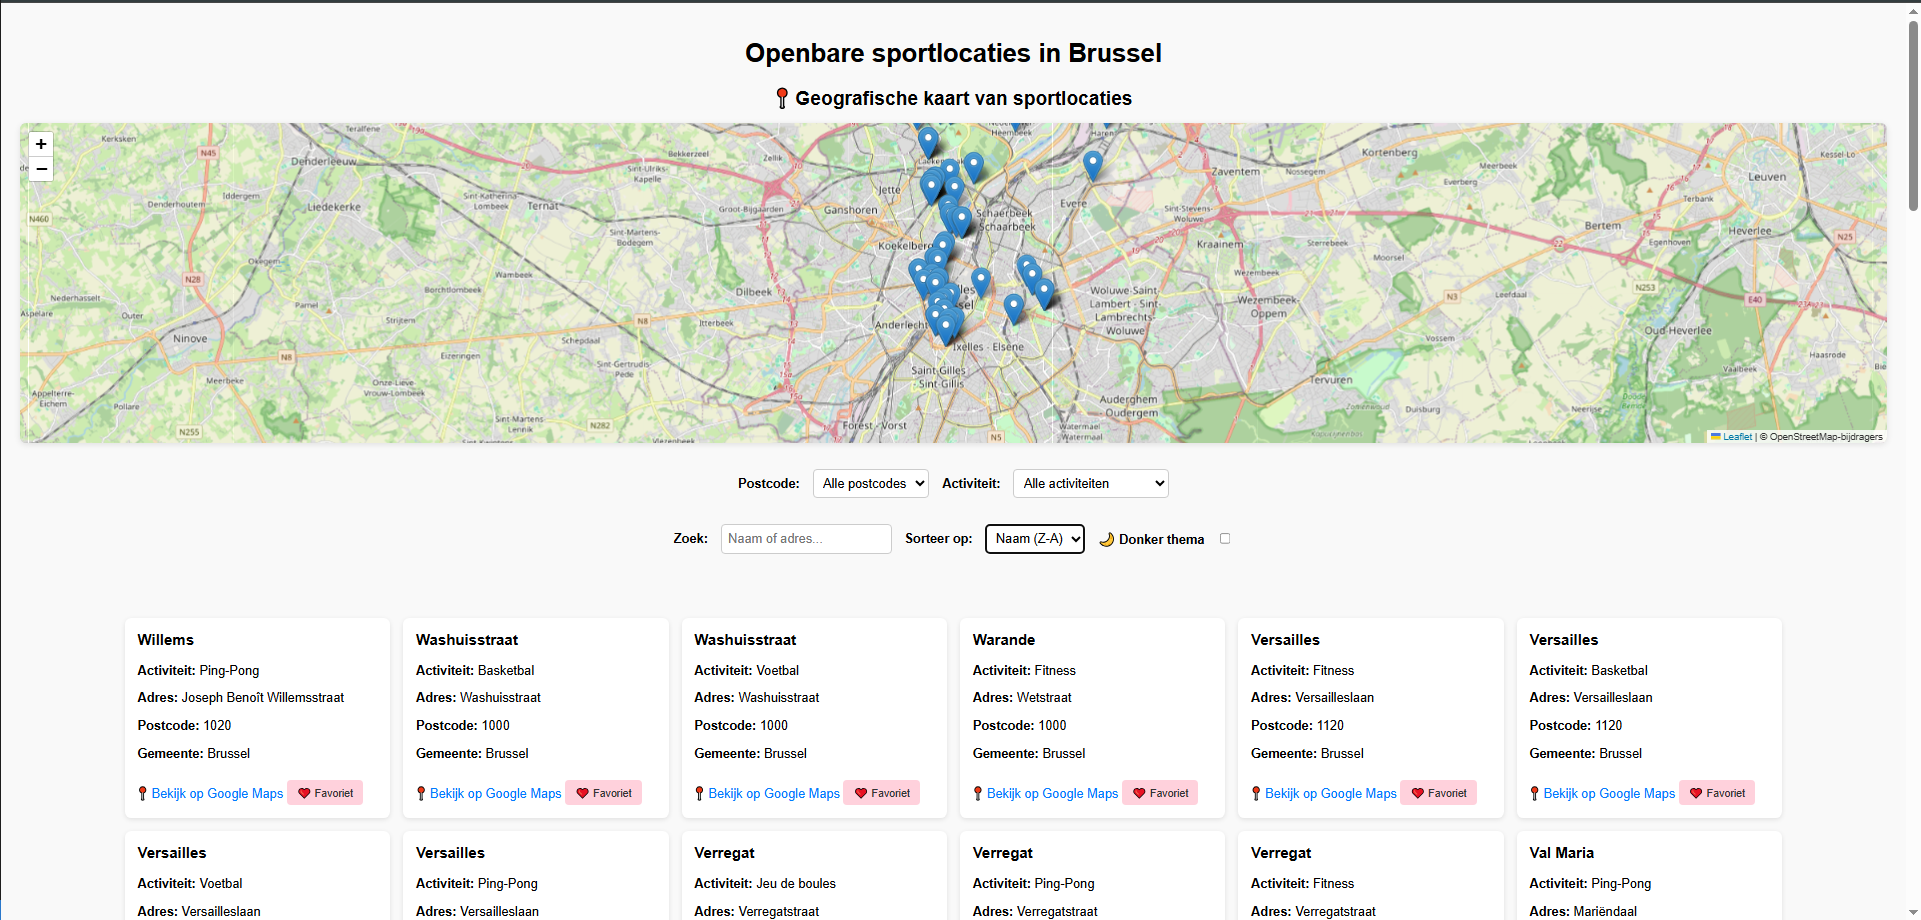 Openbare sportlocaties in Brussel
Geografische kaart van sportlocaties
+
−
Kerksken
N45
Teralfene
Denderleeuw
Iddergem
Denderhoutem
N460
Liedekerke
Okegem
N28
Nederhasselt
Aspelare
Outer
Pamel
Ninove
N8
Meerbeke
Appelterre-
Eichem
Pollare
N255
Onze-Lieve-
Vrouw-Lombeek
Eizeringen
Strijtem
Borchtlombeek
Wambeek
Ternat
Sint-Katherina-
Lombeek
Sint-Martens-
Bodegem
Sint-Ulriks-
Kapelle
Bekkerzeel
Zellik
Groot-Bijgaarden
Dilbeek
Itterbeek
N8
Schepdaal
Sint-Gertrudis-
Pede
Sint-Martens-
Lennik
N282
Vlezenbeek
Jette
Ganshoren
Koekelberg
Anderlecht
Heembeek
Haren
Schaerbeek
Schaarbeek
Evere
Ixelles - Elsene
Saint-Gilles
- Sint-Gillis
Forest - Vorst
N5
Watermael
Watermaal
Auderghem
Oudergem
Woluwe-Saint-
Lambert - Sint-
Lambrechts-
Woluwe
Kraainem
Wezembeek-
Oppem
Wezembeek
Sterrebeek
Sint-Stevens-
Woluwe
Zaventem
Nossegem
Kortenberg
Everberg
Meerbeek
Moorsel
N3
Leefdaal
Bertem
Egenhoven
Leuven
Terbank
Heverlee
Kessel-Lo
N25
N253
E40
Oud-Heverlee
Vossem
Tervuren
Duisburg
Neerijse
Vaalbeek
Haasrode
Leaflet | © OpenStreetMap-bijdragers
Postcode: Alle postcodes Activiteit: Alle activiteiten
Zoek: Naam of adres... Sorteer op: Naam (Z-A) Donker thema
Willems
Activiteit: Ping-Pong
Adres: Joseph Benoît Willemsstraat
Postcode: 1020
Gemeente: Brussel
Bekijk op Google Maps Favoriet
Washuisstraat
Activiteit: Basketbal
Adres: Washuisstraat
Postcode: 1000
Gemeente: Brussel
Bekijk op Google Maps Favoriet
Washuisstraat
Activiteit: Voetbal
Adres: Washuisstraat
Postcode: 1000
Gemeente: Brussel
Bekijk op Google Maps Favoriet
Warande
Activiteit: Fitness
Adres: Wetstraat
Postcode: 1000
Gemeente: Brussel
Bekijk op Google Maps Favoriet
Versailles
Activiteit: Fitness
Adres: Versailleslaan
Postcode: 1120
Gemeente: Brussel
Bekijk op Google Maps Favoriet
Versailles
Activiteit: Basketbal
Adres: Versailleslaan
Postcode: 1120
Gemeente: Brussel
Bekijk op Google Maps Favoriet
Versailles
Activiteit: Voetbal
Adres: Versailleslaan
Versailles
Activiteit: Ping-Pong
Adres: Versailleslaan
Verregat
Activiteit: Jeu de boules
Adres: Verregatstraat
Verregat
Activiteit: Ping-Pong
Adres: Verregatstraat
Verregat
Activiteit: Fitness
Adres: Verregatstraat
Val Maria
Activiteit: Ping-Pong
Adres: Mariëndaal